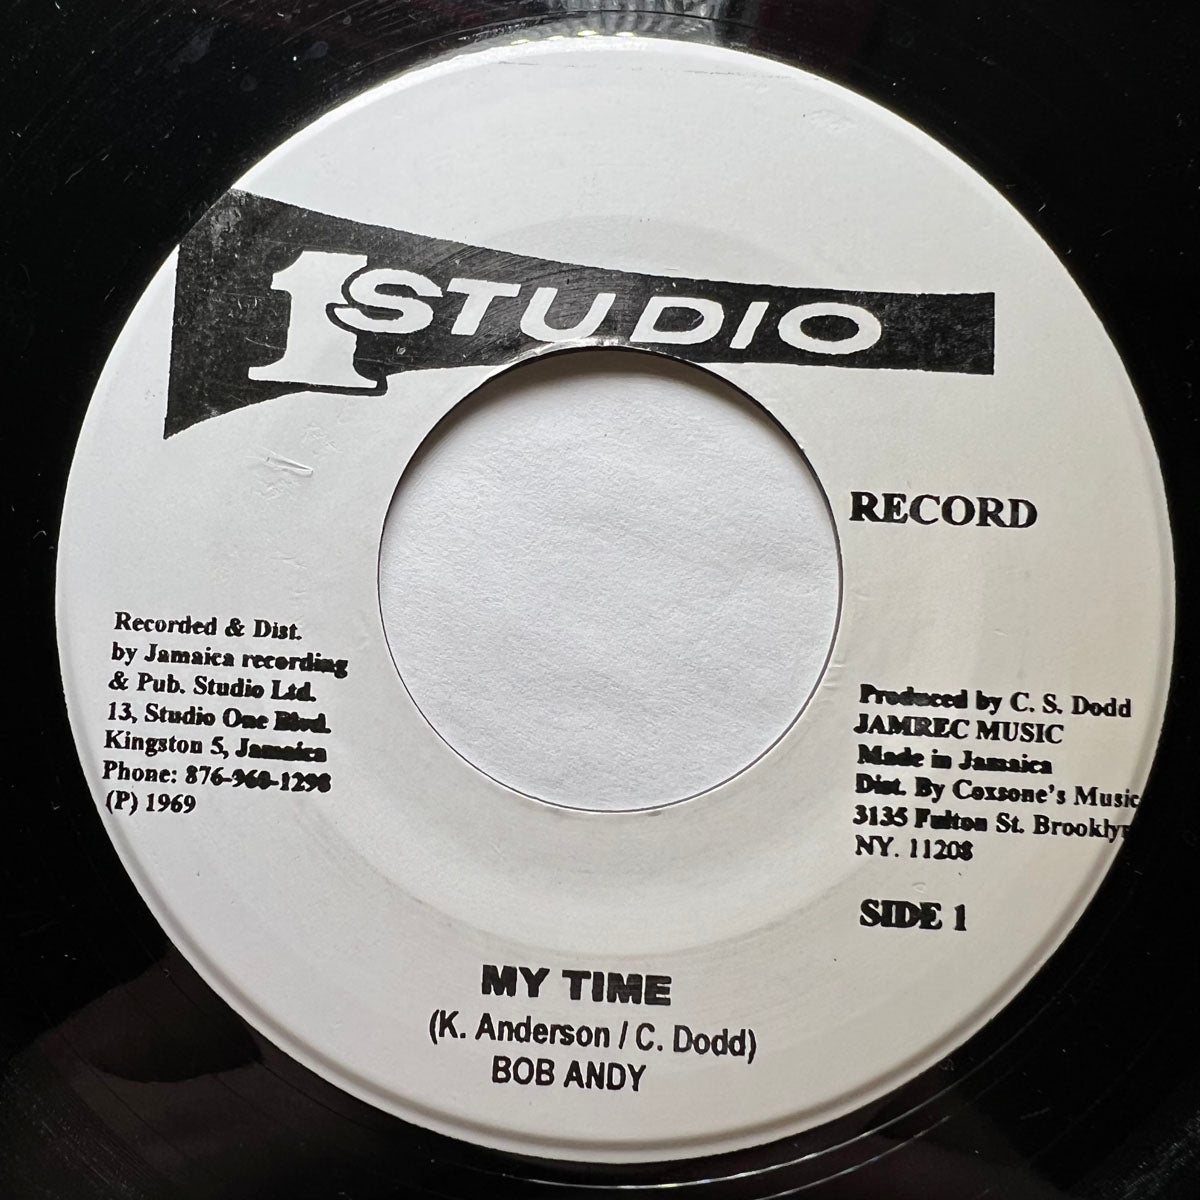 1 STUDIO
RECORD
Recorded & Dist.
by Jamaica recording
& Pub. Studio Ltd.
13, Studio One Blvd.
Kingston 5, Jamaica
Phone: 876-960-1298
(P) 1969
Produced by C. S. Dodd
JAMREC MUSIC
Made in Jamaica
Dist. By Coxsone's Music
3135 Fulton St. Brooklyn
NY. 11208
SIDE 1
MY TIME
(K. Anderson / C. Dodd)
BOB ANDY